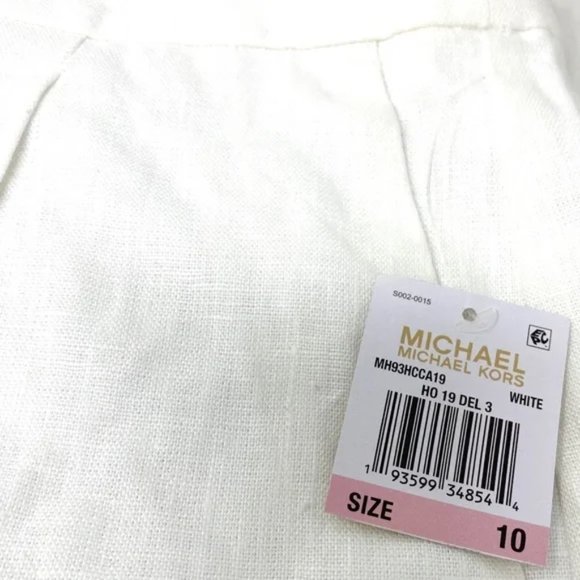 S002-0015
MICHAEL
MICHAEL KORS
MH93HCCA19 WHITE
HO 19 DEL 3
1 93599 34854 4
SIZE 10